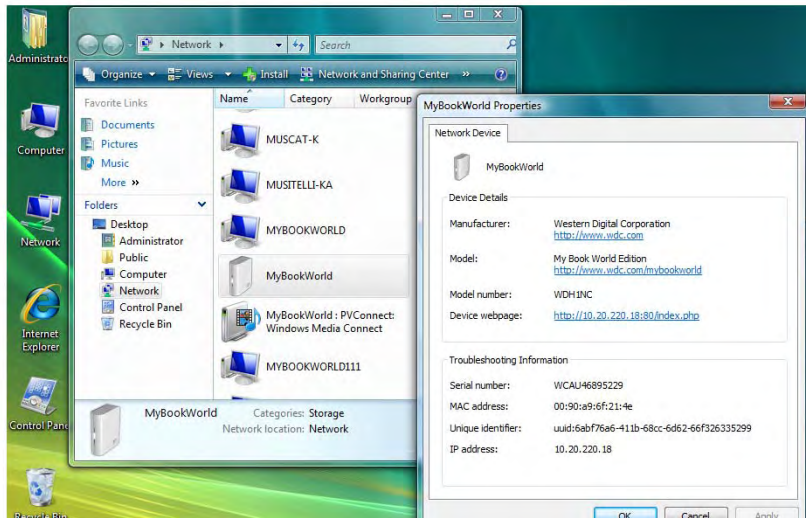 Administrato
Computer
Network
Internet
Explorer
Control Pane
Recycle Bin
Network
Search
Organize
Views
Install
Network and Sharing Center
»
Favorite Links
Documents
Pictures
Music
More »
Folders
Desktop
Administrator
Public
Computer
Network
Control Panel
Recycle Bin
Name Category Workgroup
MUSCAT-K
MUSITELLI-KA
MYBOOKWORLD
MyBookWorld
MyBookWorld : PVConnect:
Windows Media Connect
MYBOOKWORLD111
MyBookWorld Categories: Storage
Network location: Network
MyBookWorld Properties
Network Device
MyBookWorld
Device Details
Manufacturer: Western Digital Corporation
http://www.wdc.com
Model: My Book World Edition
http://www.wdc.com/mybookworld
Model number: WDH1NC
Device webpage: http://10.20.220.18:80/index.php
Troubleshooting Information
Serial number: WCAU46895229
MAC address: 00:90:a9:6f:21:4e
Unique identifier: uuid:6abf76a6-411b-68cc-6d62-66f326335299
IP address: 10.20.220.18
OK Cancel Apply